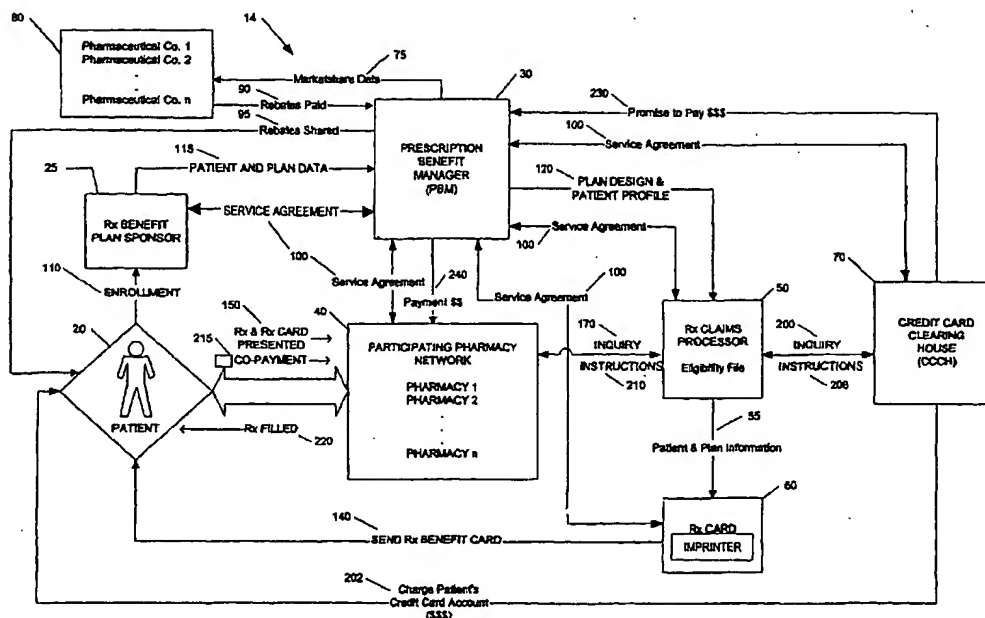 80
14
75
30
230
Pharmaceutical Co. 1
Pharmaceutical Co. 2
Pharmaceutical Co. n
Marketshare Data
90
Rebates Paid
95
Rebates Shared
Promise to Pay $$$
100
Service Agreement
115
PATIENT AND PLAN DATA
25
PRESCRIPTION
BENEFIT
MANAGER
(PBM)
120
PLAN DESIGN &
PATIENT PROFILE
Rx BENEFIT
PLAN SPONSOR
SERVICE AGREEMENT
Service Agreement
100
100
100
70
110
ENROLLMENT
Service Agreement
240
Payment $$
Service Agreement
50
20
150
Rx & Rx CARD
PRESENTED
40
215
CO-PAYMENT
PARTICIPATING PHARMACY
NETWORK
PHARMACY 1
PHARMACY 2
PHARMACY n
170
INQUIRY
INSTRUCTIONS
210
Rx CLAIMS
PROCESSOR
Eligibility File
200
INQUIRY
INSTRUCTIONS
206
CREDIT CARD
CLEARING
HOUSE
(CCCH)
PATIENT
Rx FILLED
220
55
Patient & Plan Information
60
Rx CARD
IMPRINTER
140
SEND Rx BENEFIT CARD
202
Charge Patient's
Credit Card Account
($$$)